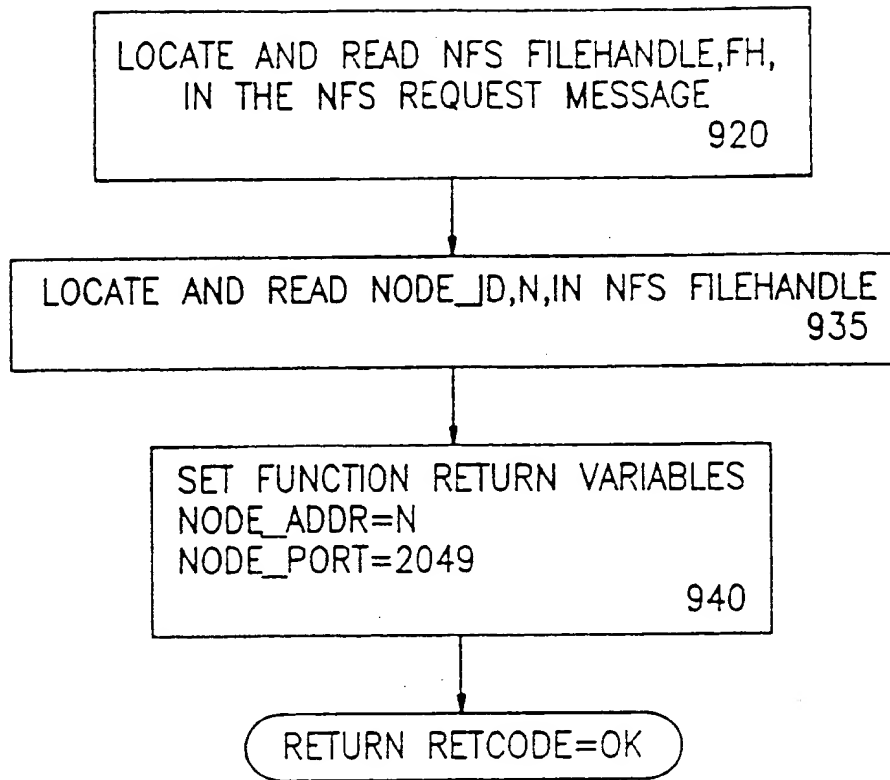 LOCATE AND READ NFS FILEHANDLE,FH,
IN THE NFS REQUEST MESSAGE
920
LOCATE AND READ NODE_ID,N,IN NFS FILEHANDLE
935
SET FUNCTION RETURN VARIABLES
NODE_ADDR=N
NODE_PORT=2049
940
RETURN RETCODE=OK